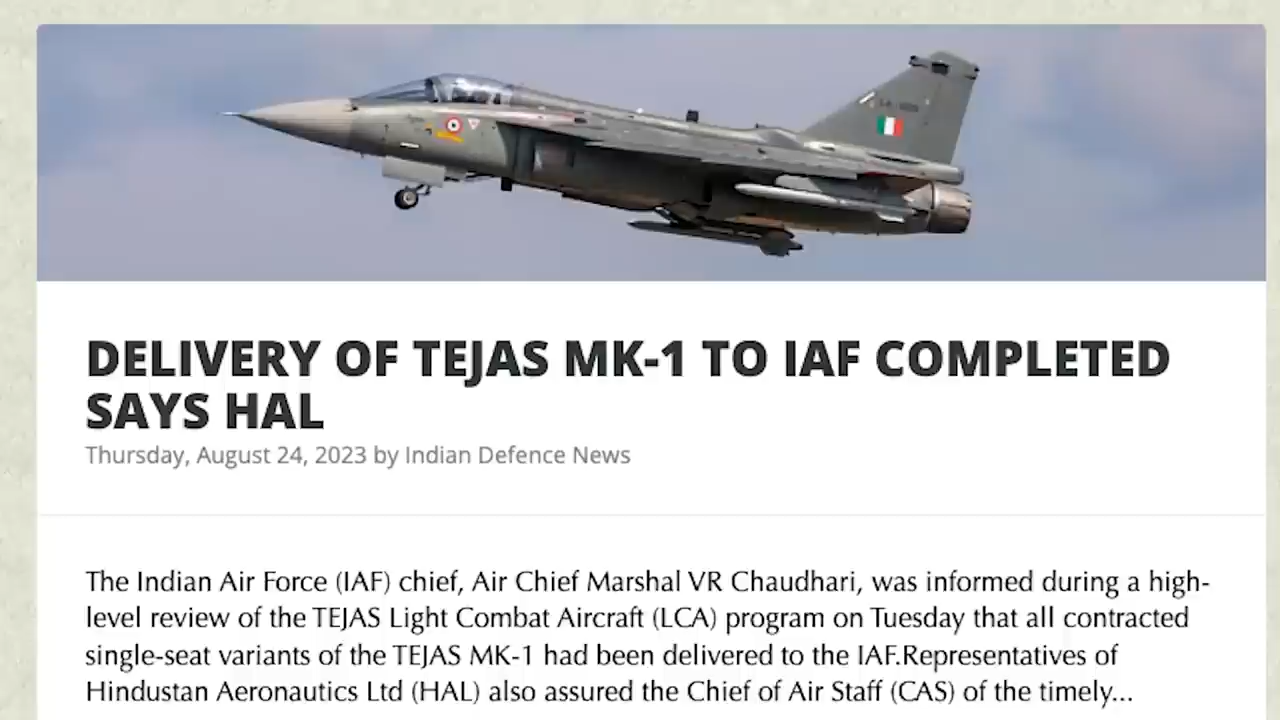 DELIVERY OF TEJAS MK-1 TO IAF COMPLETED
SAYS HAL
Thursday, August 24, 2023 by Indian Defence News
The Indian Air Force (IAF) chief, Air Chief Marshal VR Chaudhari, was informed during a high-
level review of the TEJAS Light Combat Aircraft (LCA) program on Tuesday that all contracted
single-seat variants of the TEJAS MK-1 had been delivered to the IAF.Representatives of
Hindustan Aeronautics Ltd (HAL) also assured the Chief of Air Staff (CAS) of the timely...